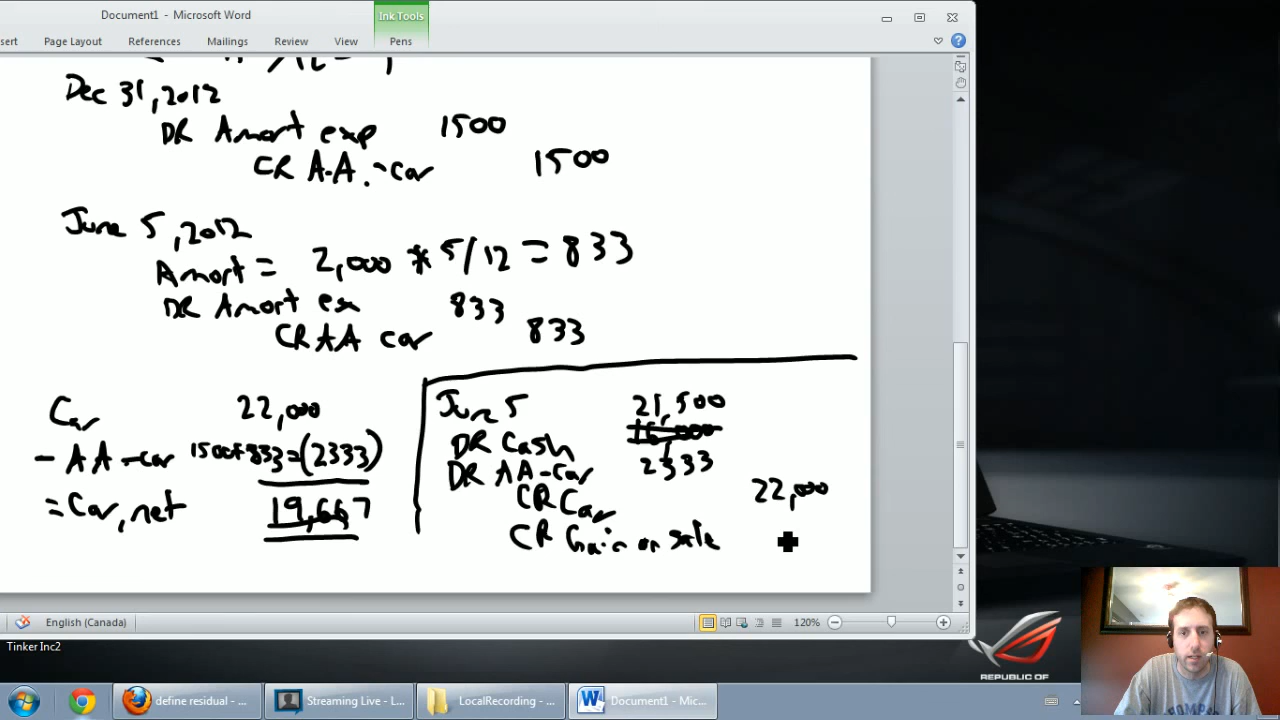 Document1 - Microsoft Word
Ink Tools
sert Page Layout References Mailings Review View Pens
Dec 31, 2012
DR Amort exp 1500
CR A.A. - car 1500
June 5, 2012
Amort = 2,000 * 5/12 = 833
DR Amort ex 833
CR AA car 833
Car 22,000
- AA-car 1500+833=(2333)
= Car, net 19,667
June 5 21,500
DR Cash
DR AA-Car 2333
CR Car 22,000
CR Gain on sale
English (Canada) 120%
REPUBLIC OF
Tinker Inc2
define residual - ... Streaming Live - L... LocalRecording - ... Document1 - Mic...